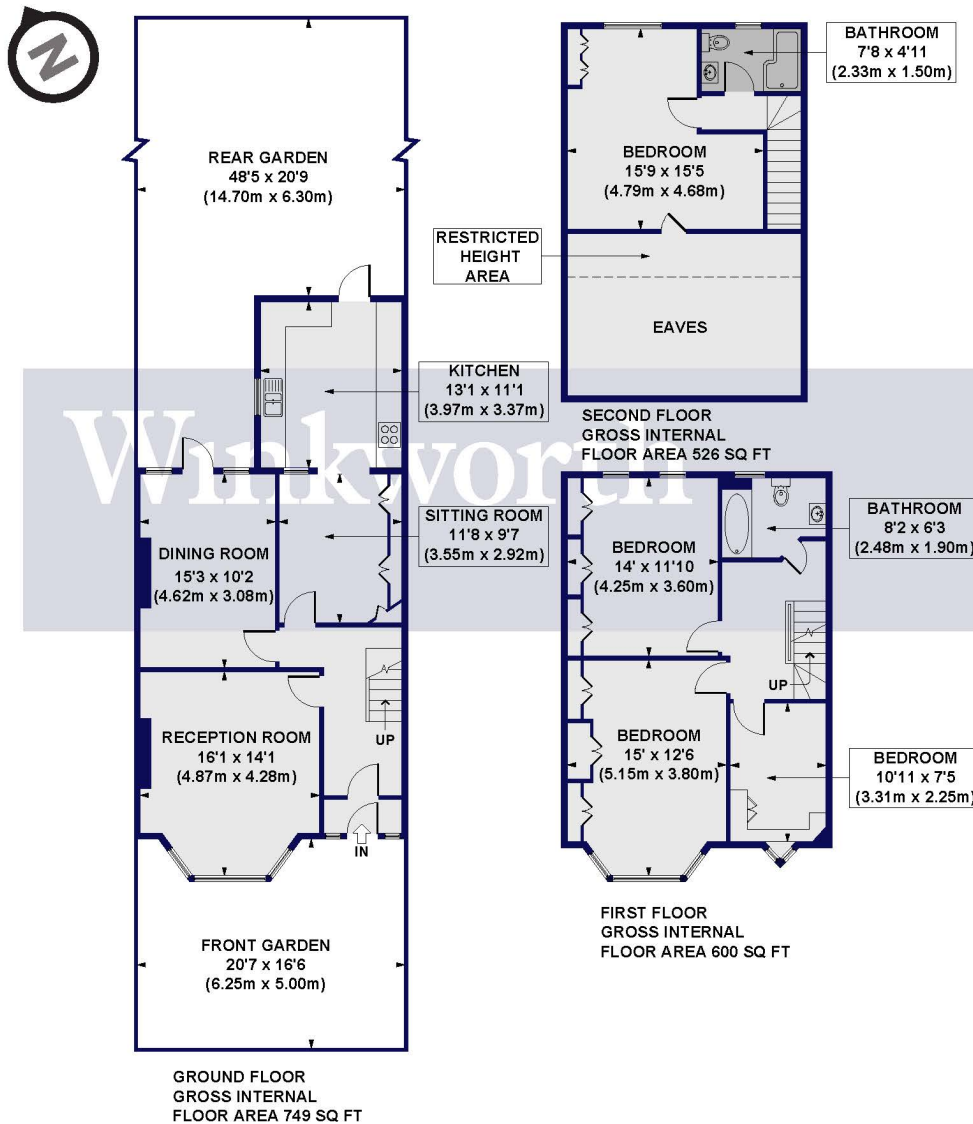 N
REAR GARDEN
48'5 x 20'9
(14.70m x 6.30m)
KITCHEN
13'1 x 11'1
(3.97m x 3.37m)
Winkworth
DINING ROOM
15'3 x 10'2
(4.62m x 3.08m)
SITTING ROOM
11'8 x 9'7
(3.55m x 2.92m)
RECEPTION ROOM
16'1 x 14'1
(4.87m x 4.28m)
UP
IN
FRONT GARDEN
20'7 x 16'6
(6.25m x 5.00m)
GROUND FLOOR
GROSS INTERNAL
FLOOR AREA 749 SQ FT
BATHROOM
7'8 x 4'11
(2.33m x 1.50m)
BEDROOM
15'9 x 15'5
(4.79m x 4.68m)
RESTRICTED
HEIGHT
AREA
EAVES
SECOND FLOOR
GROSS INTERNAL
FLOOR AREA 526 SQ FT
BATHROOM
8'2 x 6'3
(2.48m x 1.90m)
BEDROOM
14' x 11'10
(4.25m x 3.60m)
UP
BEDROOM
15' x 12'6
(5.15m x 3.80m)
BEDROOM
10'11 x 7'5
(3.31m x 2.25m)
FIRST FLOOR
GROSS INTERNAL
FLOOR AREA 600 SQ FT